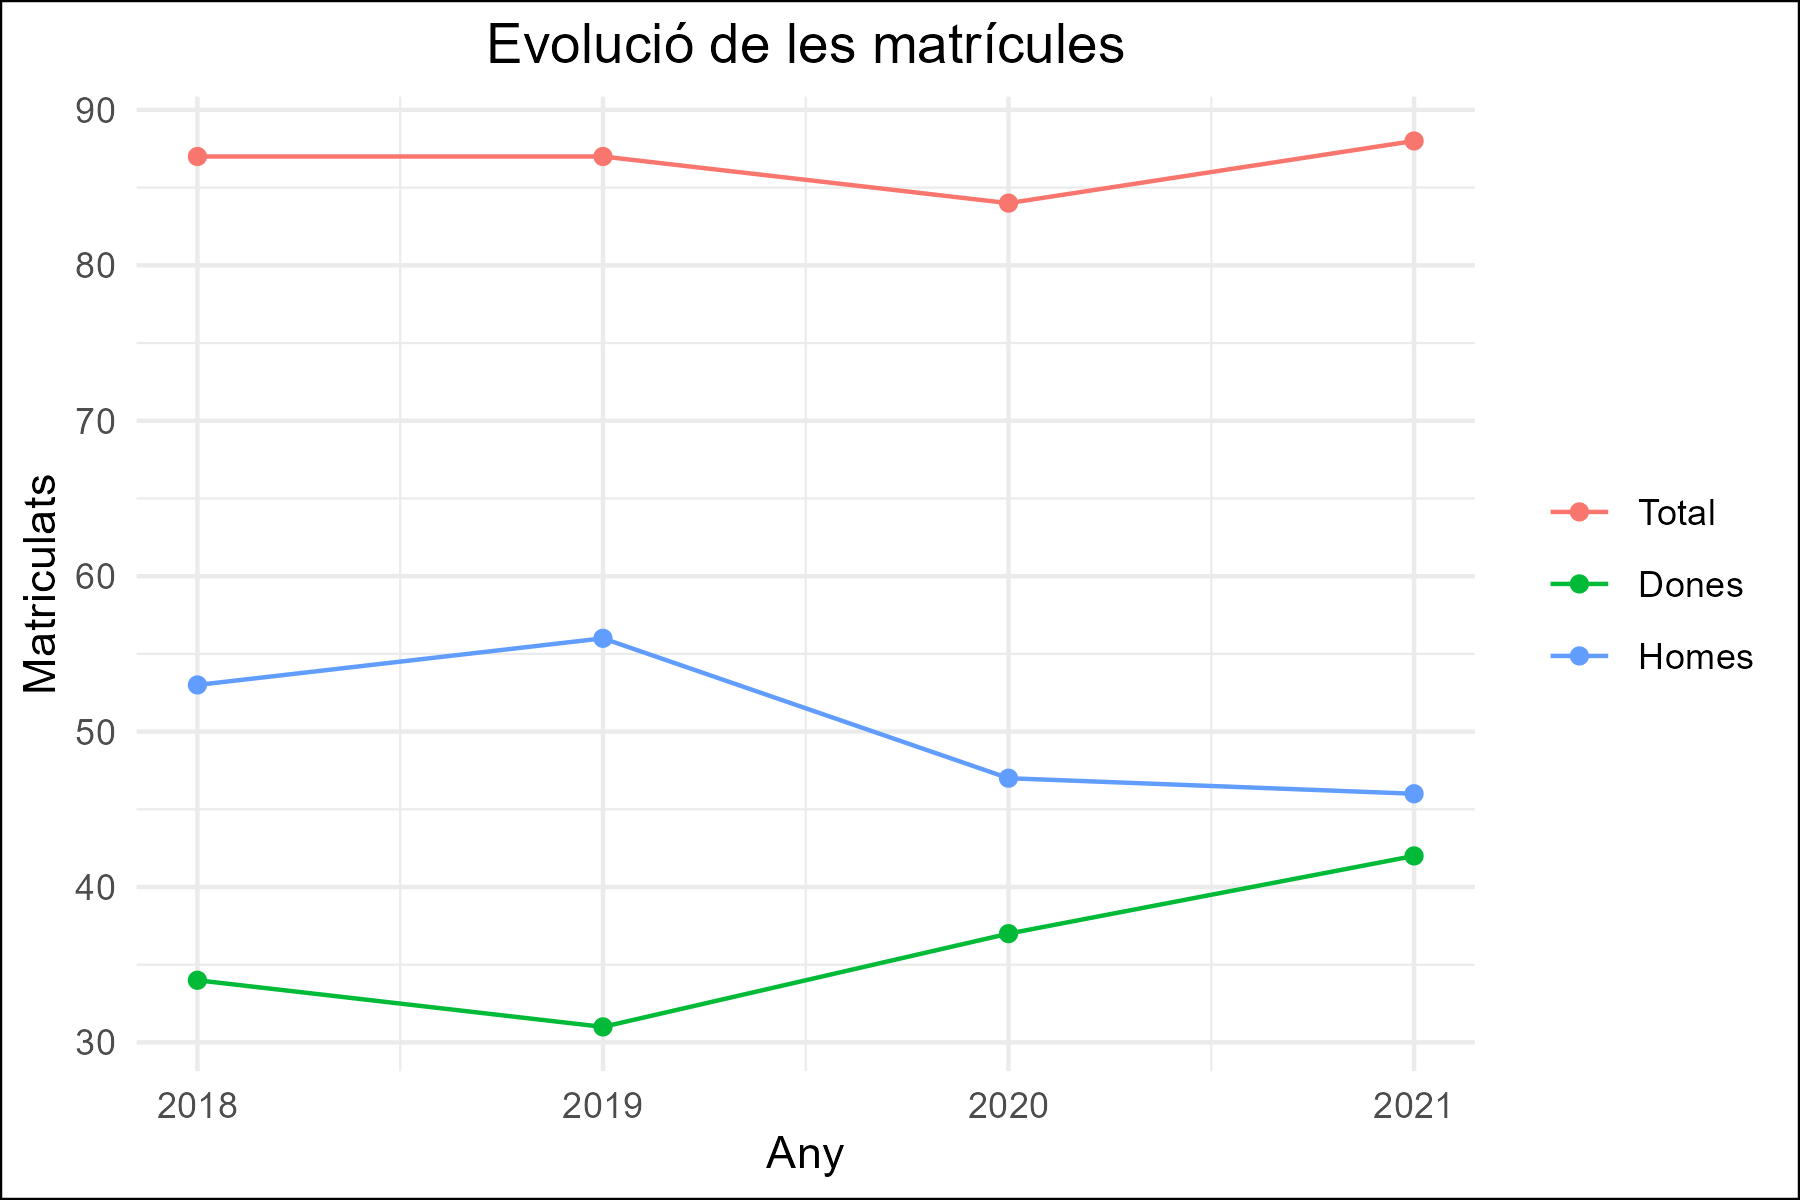 Evolució de les matrícules
90
80
70
60
50
40
30
Matriculats
2018
2019
2020
2021
Any
Total
Dones
Homes